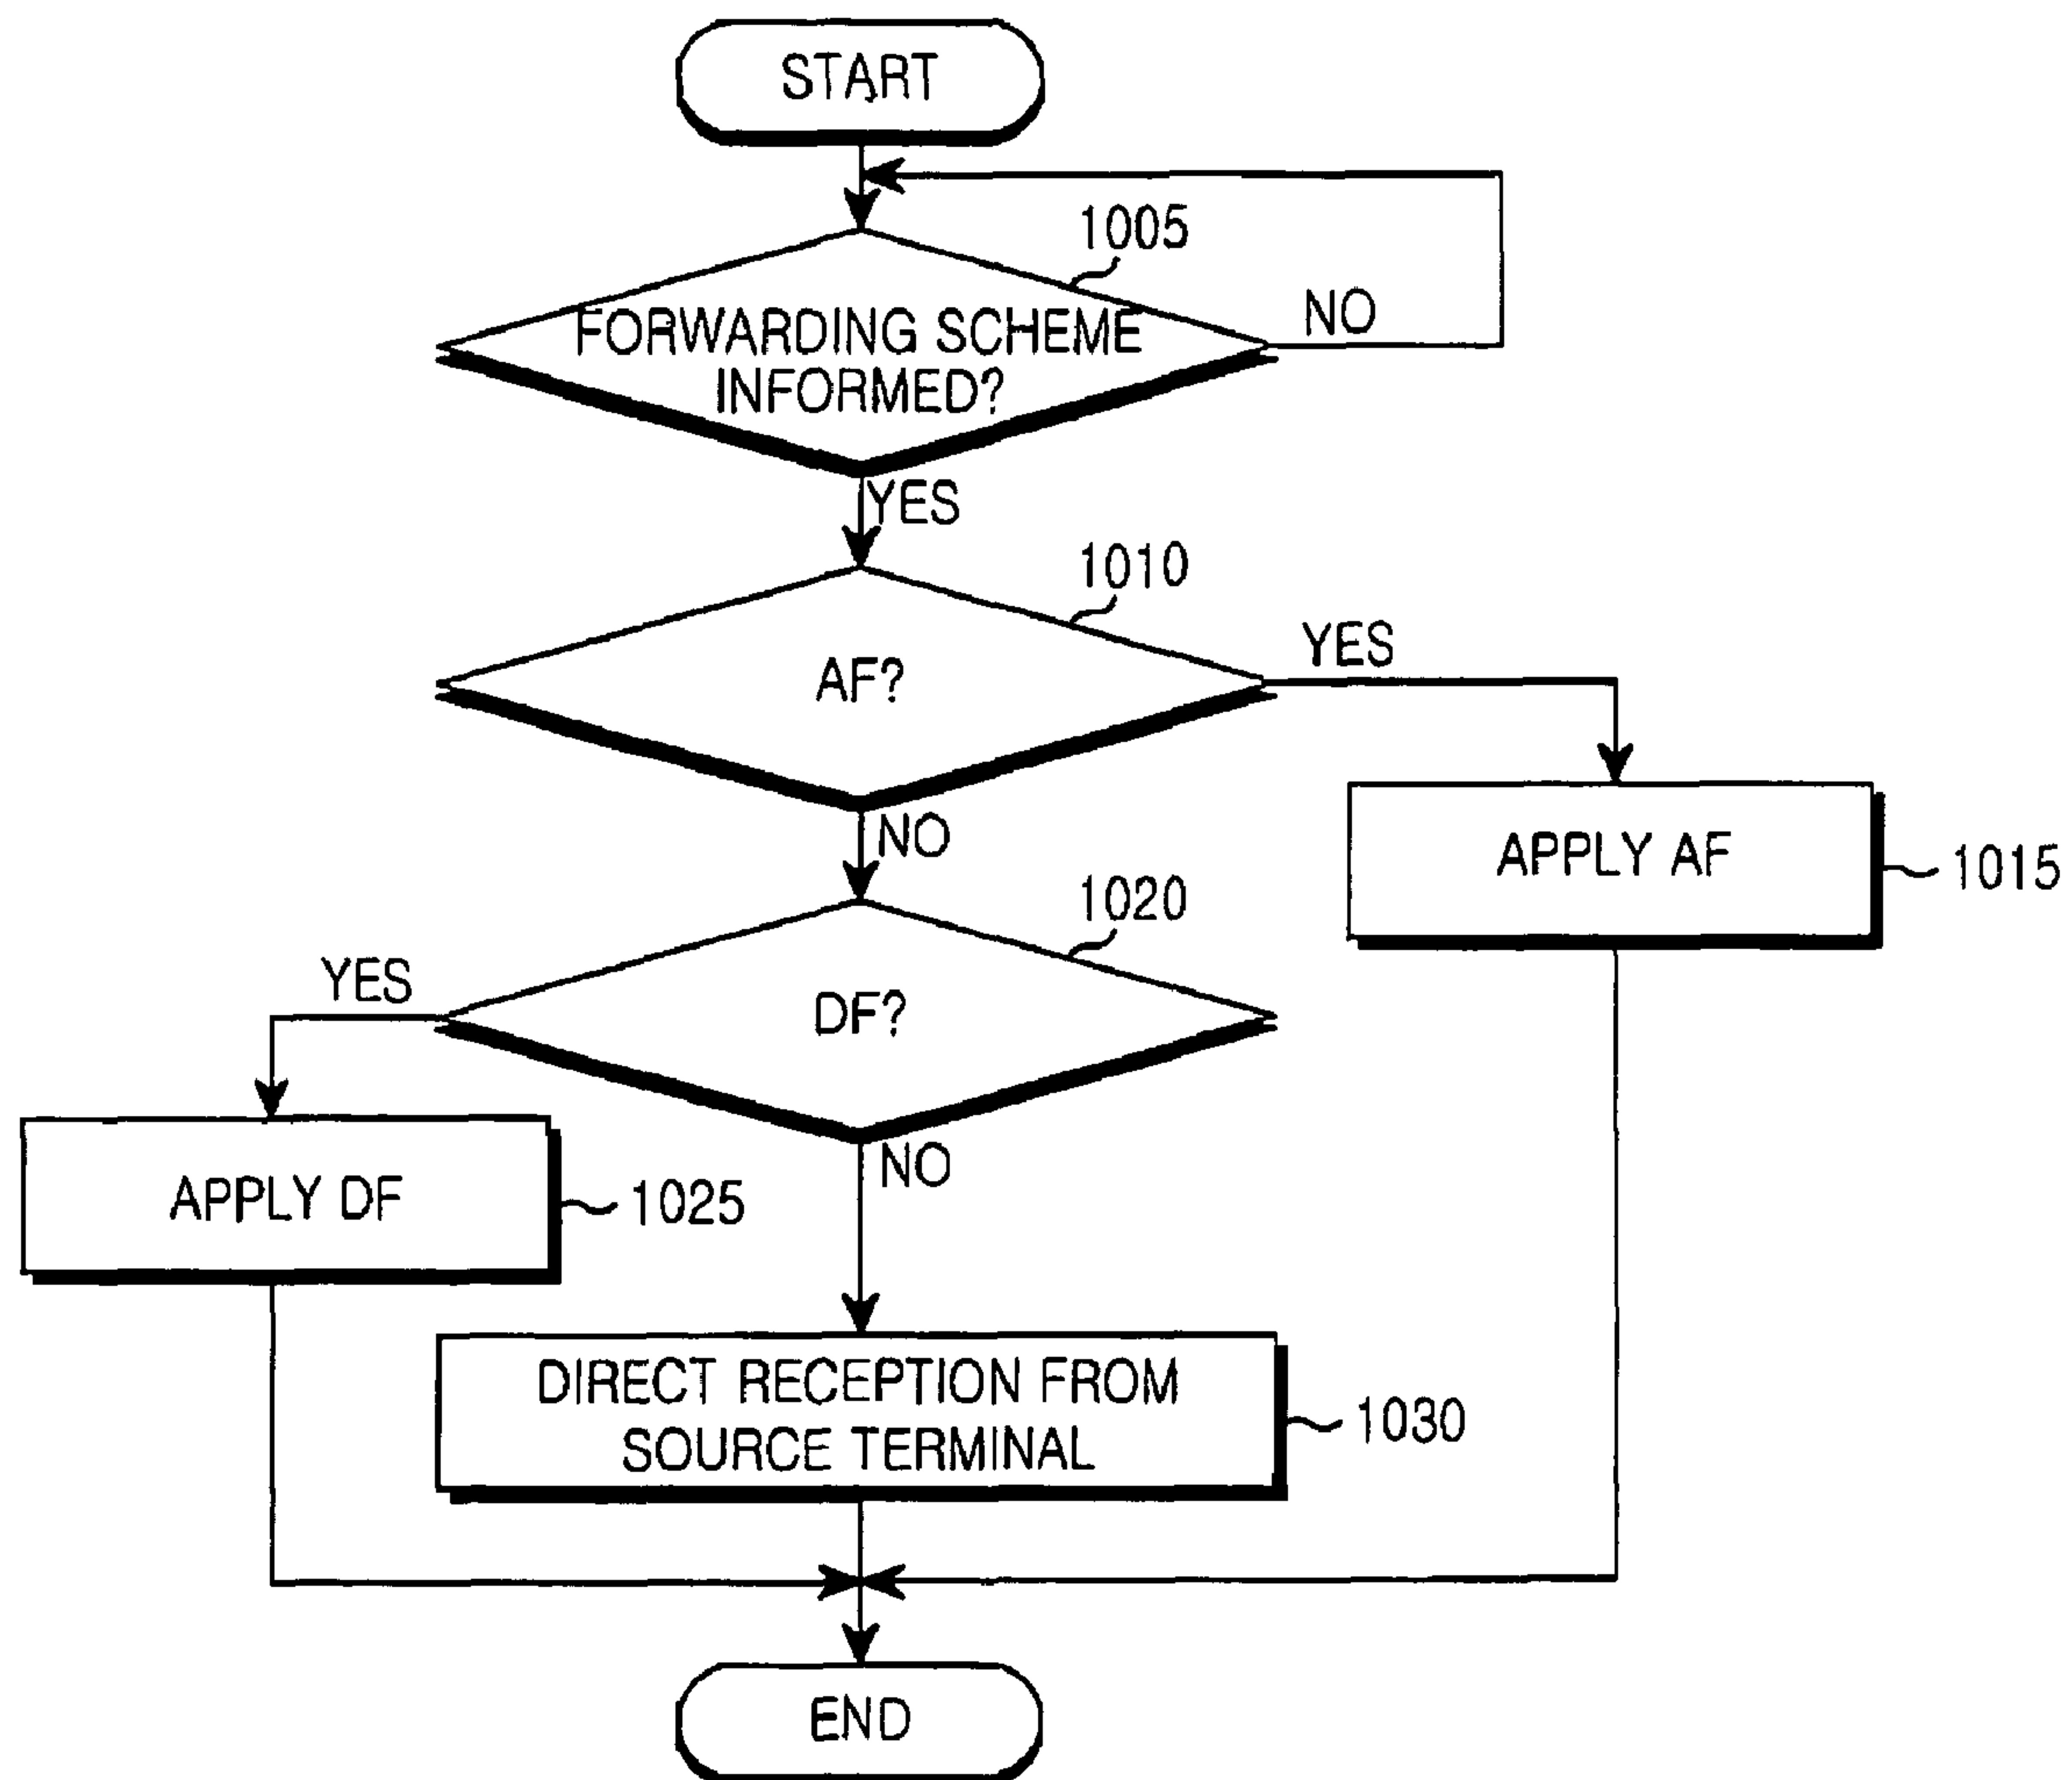 START
1005
FORWARDING SCHEME
INFORMED?
NO
YES
1010
AF?
YES
NO
APPLY AF
1015
1020
DF?
YES
NO
APPLY DF
1025
DIRECT RECEPTION FROM
SOURCE TERMINAL
1030
END